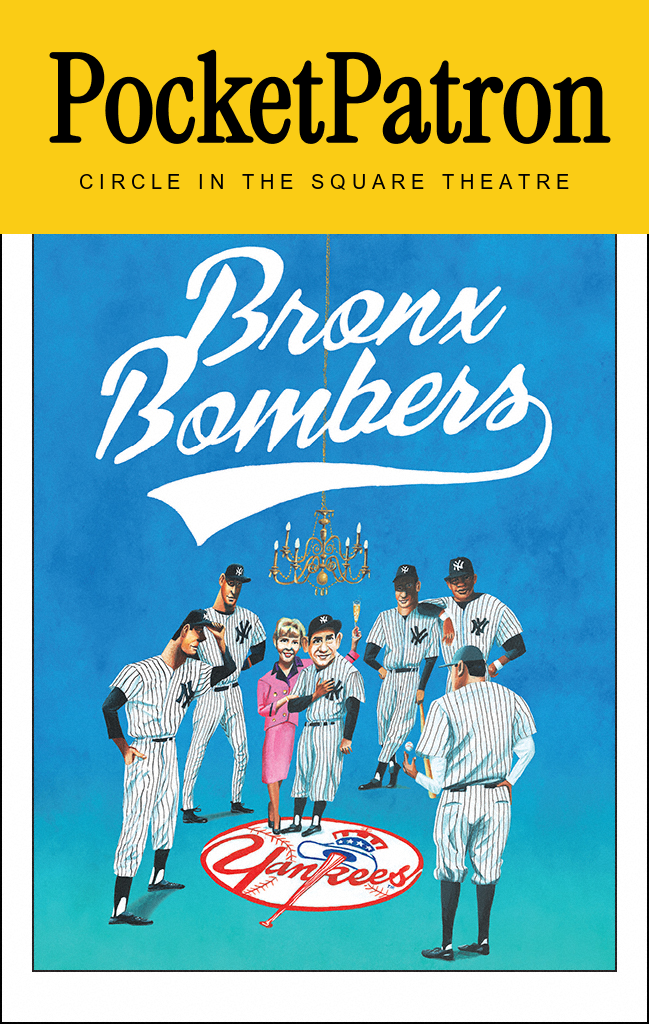 PocketPatron
CIRCLE IN THE SQUARE THEATRE
Bronx
Bombers
Yankees